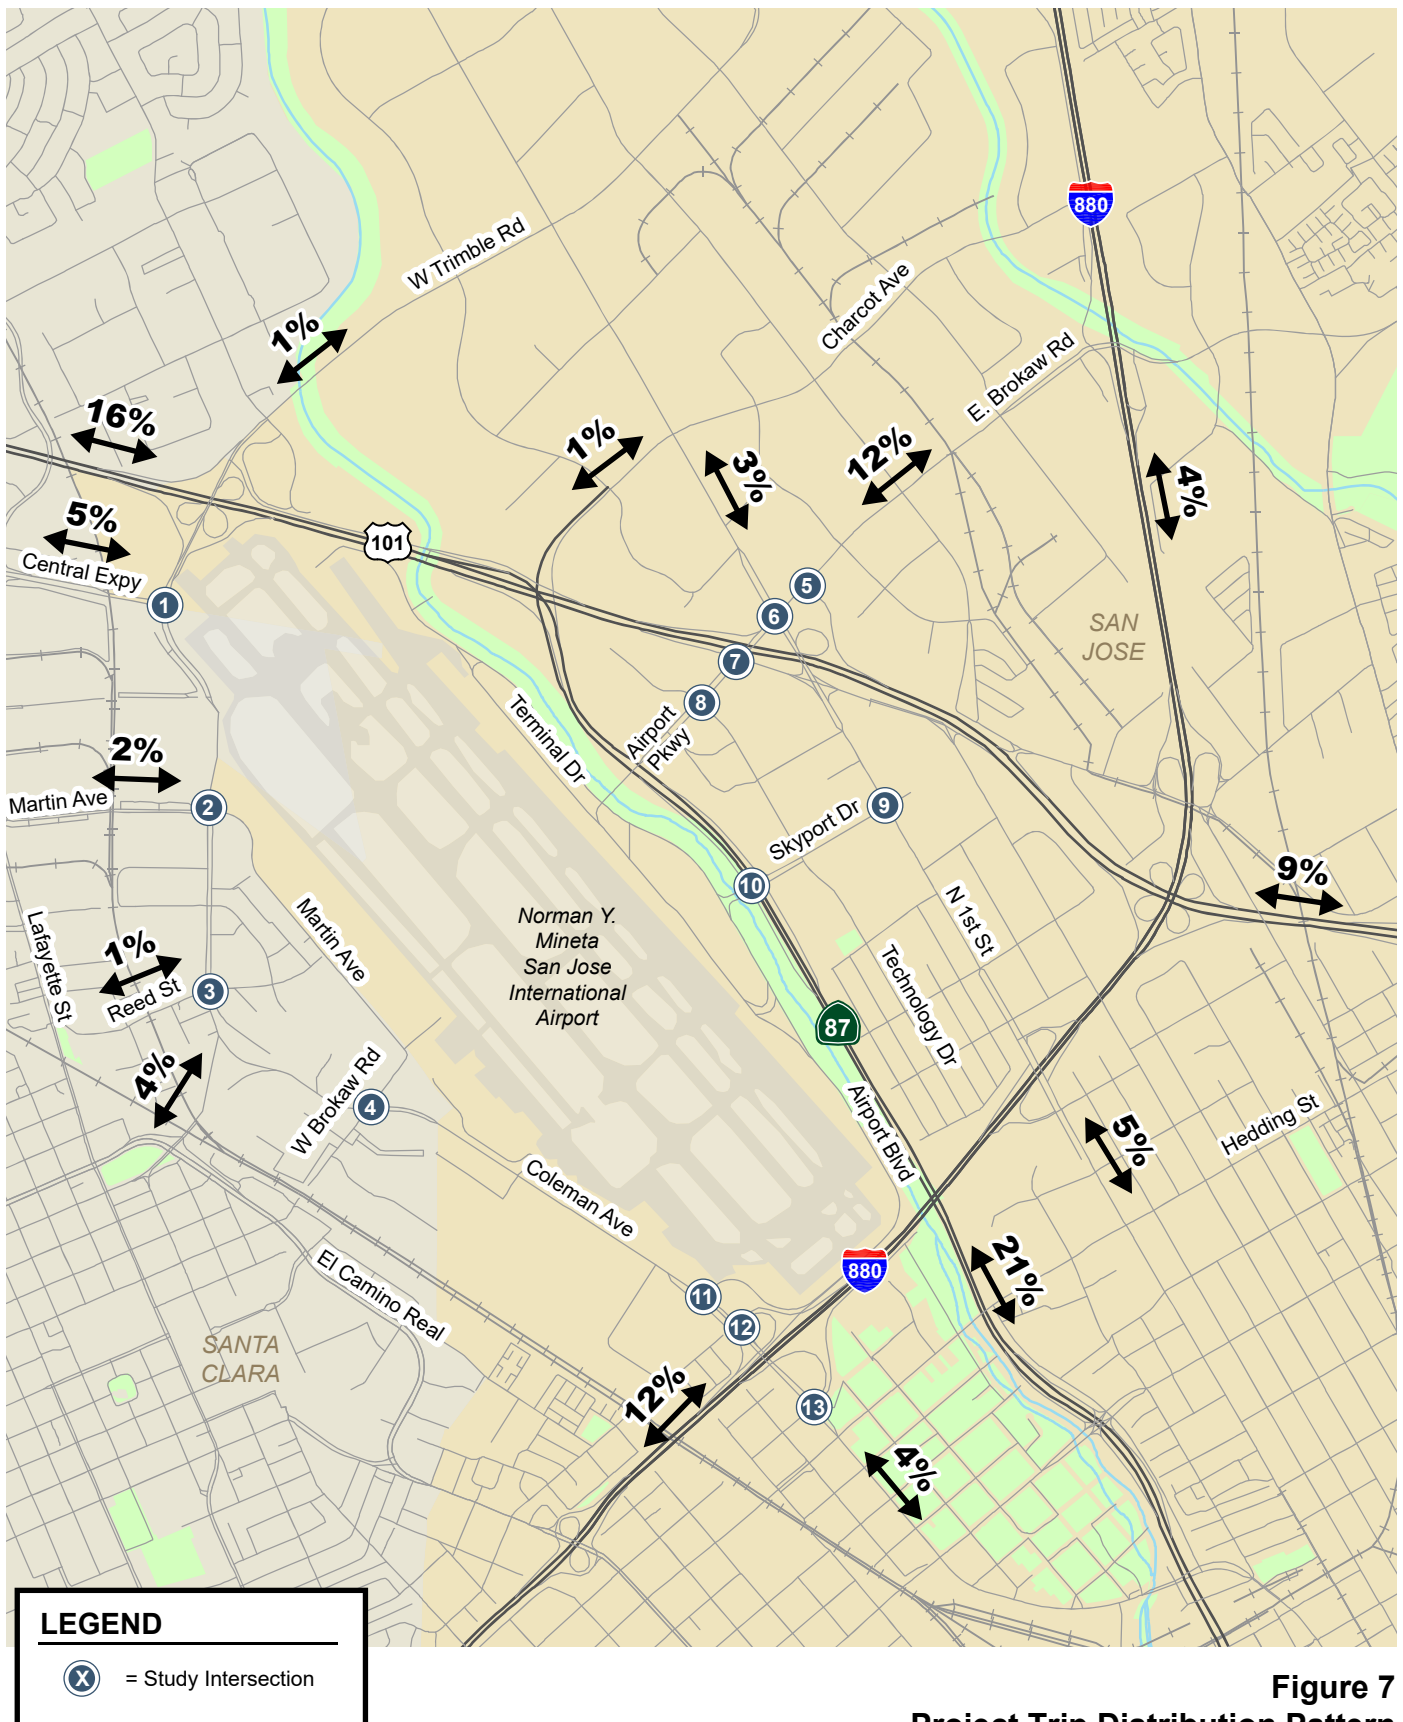 880
W Trimble Rd
Charcot Ave
1%
E. Brokaw Rd
16%
1%
3%
12%
4%
5%
101
Central Expy
1
5
6
SAN
JOSE
7
8
Terminal Dr
Airport
Pkwy
2%
Martin Ave
2
9
Skyport Dr
10
9%
Lafayette St
Martin Ave
Norman Y.
Mineta
San Jose
International
Airport
N 1st St
1%
Reed St
3
Technology Dr
87
4%
W Brokaw Rd
4
Airport Blvd
5%
Hedding St
Coleman Ave
El Camino Real
880
21%
11
12
SANTA
CLARA
12%
13
4%
LEGEND
X = Study Intersection
Figure 7
Project Trip Distribution Pattern